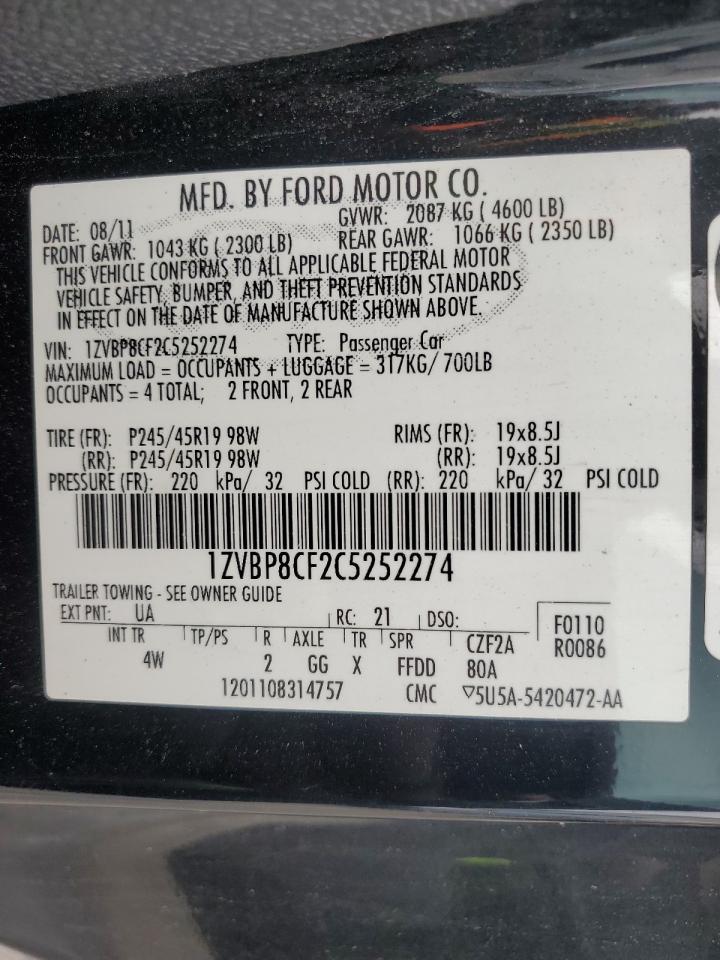 MFD. BY FORD MOTOR CO.
DATE: 08/11 GVWR: 2087 KG ( 4600 LB)
FRONT GAWR: 1043 KG ( 2300 LB) REAR GAWR: 1066 KG ( 2350 LB)
THIS VEHICLE CONFORMS TO ALL APPLICABLE FEDERAL MOTOR
VEHICLE SAFETY, BUMPER, AND THEFT PREVENTION STANDARDS
IN EFFECT ON THE DATE OF MANUFACTURE SHOWN ABOVE.
VIN: 1ZVBP8CF2C5252274 TYPE: Passenger Car
MAXIMUM LOAD = OCCUPANTS + LUGGAGE = 317KG/ 700LB
OCCUPANTS = 4 TOTAL; 2 FRONT, 2 REAR
TIRE (FR): P245/45R19 98W RIMS (FR): 19x8.5J
(RR): P245/45R19 98W (RR): 19x8.5J
PRESSURE (FR): 220 kPa/ 32 PSI COLD (RR): 220 kPa/ 32 PSI COLD
1ZVBP8CF2C5252274
TRAILER TOWING - SEE OWNER GUIDE
EXT PNT: UA RC: 21 DSO: F0110
INT TR TP/PS R AXLE TR SPR CZF2A R0086
4W 2 GG X FFDD 80A
1201108314757 CMC ▽5U5A-5420472-AA